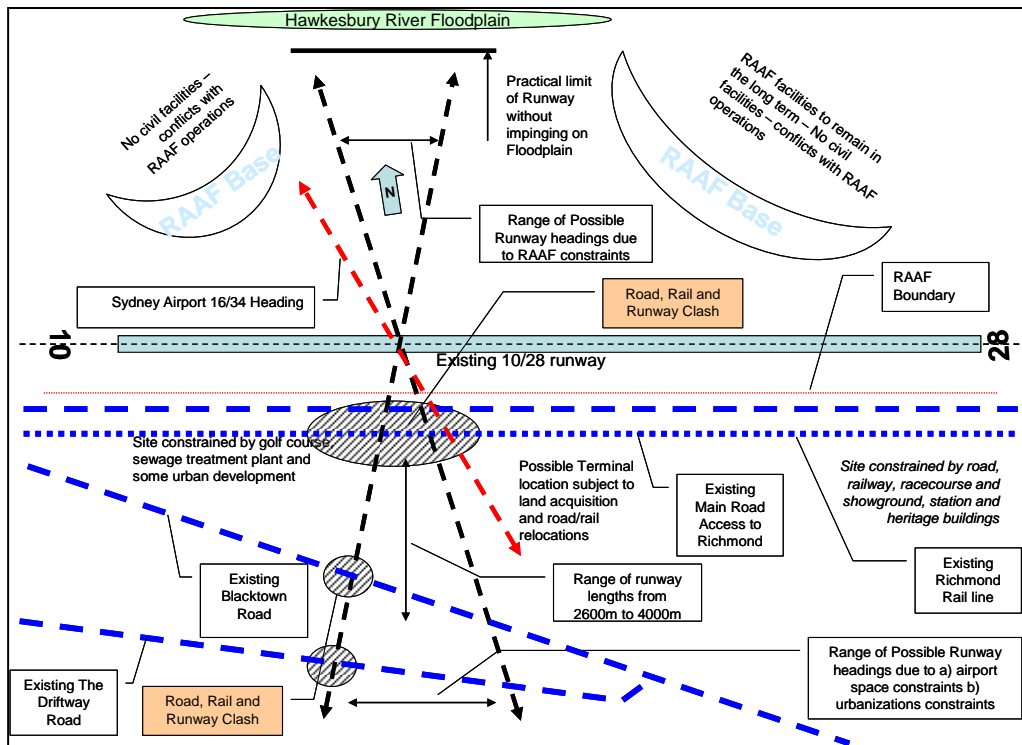 Hawkesbury River Floodplain
No civil facilities –
conflicts with
RAAF operations
RAAF Base
Practical limit
of Runway
without
impinging on
Floodplain
RAAF facilities to remain in
the long term – No civil
facilities – conflicts with RAAF
operations
RAAF Base
N
Range of Possible
Runway headings due
to RAAF constraints
Sydney Airport 16/34 Heading
Road, Rail and
Runway Clash
RAAF
Boundary
10
28
Existing 10/28 runway
Site constrained by golf course,
sewage treatment plant and
some urban development
Possible Terminal
location subject to
land acquisition
and road/rail
relocations
Existing
Main Road
Access to
Richmond
Site constrained by road,
railway, racecourse and
showground, station and
heritage buildings
Existing
Blacktown
Road
Range of runway
lengths from
2600m to 4000m
Existing
Richmond
Rail line
Existing The
Driftway
Road
Road, Rail and
Runway Clash
Range of Possible Runway
headings due to a) airport
space constraints b)
urbanizations constraints